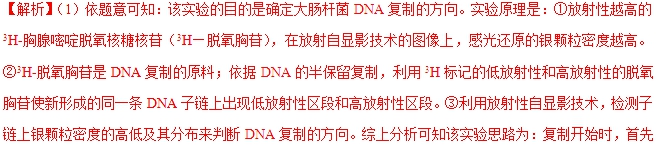 【解析】（1）依题意可知：该实验的目的是确定大肠杆菌 DNA 复制的方向。实验原理是：①放射性越高的
³H-胸腺嘧啶脱氧核糖核苷（³H—脱氧胸苷），在放射自显影技术的图像上，感光还原的银颗粒密度越高。
②³H-脱氧胸苷是 DNA 复制的原料；依据 DNA 的半保留复制，利用 ³H 标记的低放射性和高放射性的脱氧
胸苷使新形成的同一条 DNA 子链上出现低放射性区段和高放射性区段。③利用放射性自显影技术，检测子
链上银颗粒密度的高低及其分布来判断 DNA 复制的方向。综上分析可知该实验思路为：复制开始时，首先